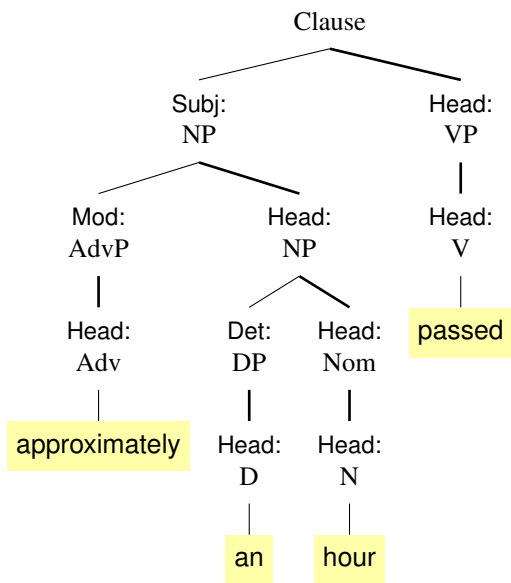 Clause
Subj: Head:
NP VP
Mod: Head: Head:
AdvP NP V
Head: Det: Head: passed
Adv DP Nom
approximately Head: Head:
D N
an hour